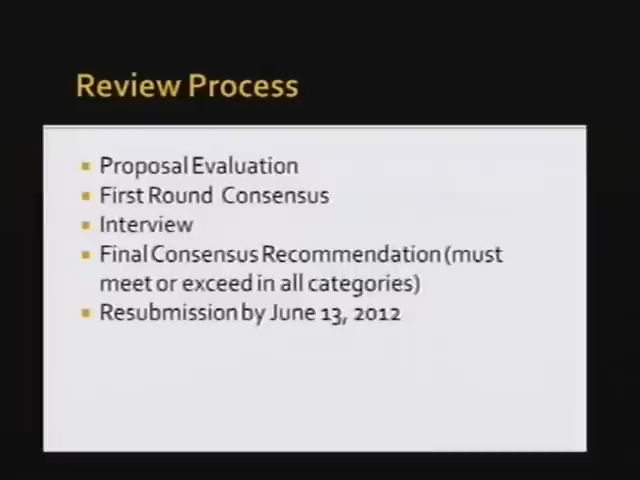 Review Process
Proposal Evaluation
First Round Consensus
Interview
Final Consensus Recommendation (must
meet or exceed in all categories)
Resubmission by June 13, 2012